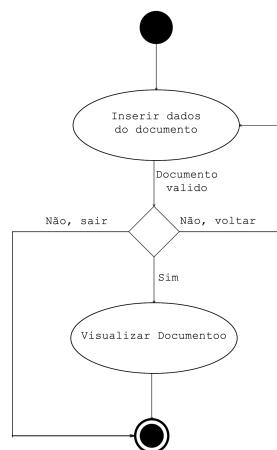 Inserir dados
do documento
Documento
valido
Não, sair
Não, voltar
Sim
Visualizar Documentoo